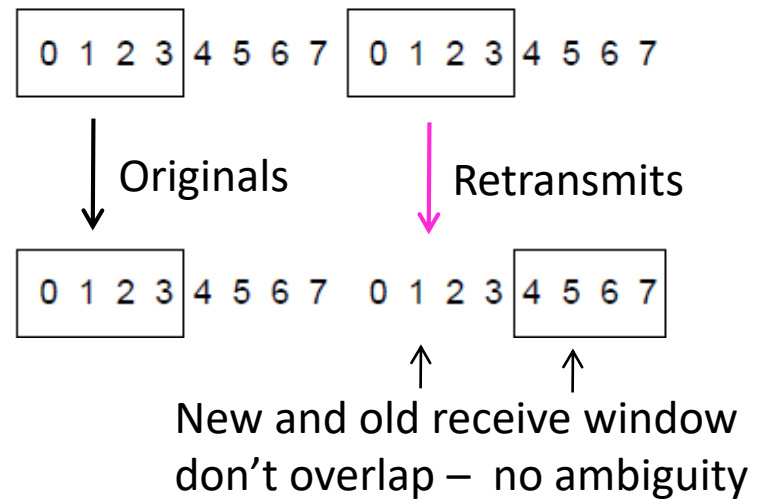 0 1 2 3 4 5 6 7 0 1 2 3 4 5 6 7
Originals Retransmits
0 1 2 3 4 5 6 7 0 1 2 3 4 5 6 7
New and old receive window
don’t overlap – no ambiguity